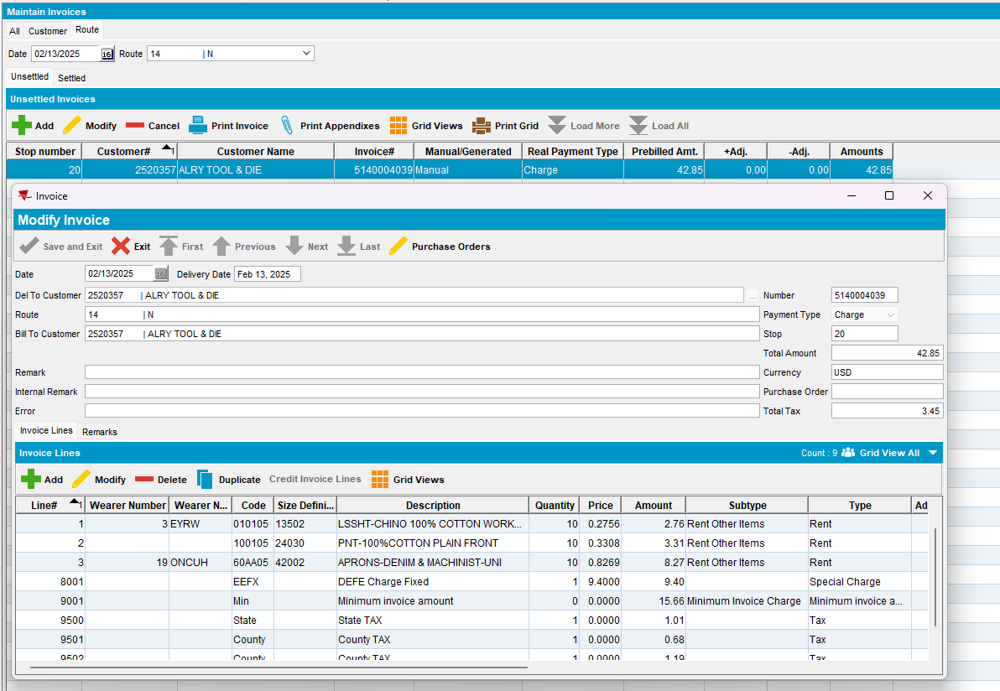 Maintain Invoices
All Customer Route
Date 02/13/2025 16 Route 14 | N
Unsettled Settled
Unsettled Invoices
Add Modify Cancel Print Invoice Print Appendixes Grid Views Print Grid Load More Load All
Stop number Customer# 1 Customer Name Invoice# Manual/Generated Real Payment Type Prebilled Amt. +Adj. -Adj. Amounts
20 2520357 ALRY TOOL & DIE 5140004039 Manual Charge 42.85 0.00 0.00 42.85
Invoice
Modify Invoice
Save and Exit Exit First Previous Next Last Purchase Orders
Date 02/13/2025 16 Delivery Date Feb 13, 2025
Del To Customer 2520357 | ALRY TOOL & DIE ... Number 5140004039
Route 14 | N Payment Type Charge
Bill To Customer 2520357 | ALRY TOOL & DIE Stop 20
Total Amount 42.85
Remark Currency USD
Internal Remark Purchase Order
Error Total Tax 3.45
Invoice Lines Remarks
Invoice Lines Count : 9 Grid View All
Add Modify Delete Duplicate Credit Invoice Lines Grid Views
Line# 1 Wearer Number Wearer N... Code Size Defini... Description Quantity Price Amount Subtype Type Ad
1 3 EYRW 010105 13502 LSSHT-CHINO 100% COTTON WORK... 10 0.2756 2.76 Rent Other Items Rent
2 100105 24030 PNT-100%COTTON PLAIN FRONT 10 0.3308 3.31 Rent Other Items Rent
3 19 ONCUH 60AA05 42002 APRONS-DENIM & MACHINIST-UNI 10 0.8269 8.27 Rent Other Items Rent
8001 EEFX DEFE Charge Fixed 1 9.4000 9.40 Special Charge
9001 Min Minimum invoice amount 0 0.0000 15.66 Minimum Invoice Charge Minimum invoice a...
9500 State State TAX 1 0.0000 1.01 Tax
9501 County County TAX 1 0.0000 0.68 Tax
9502 County County TAX 1 0.0000 1.19 Tax